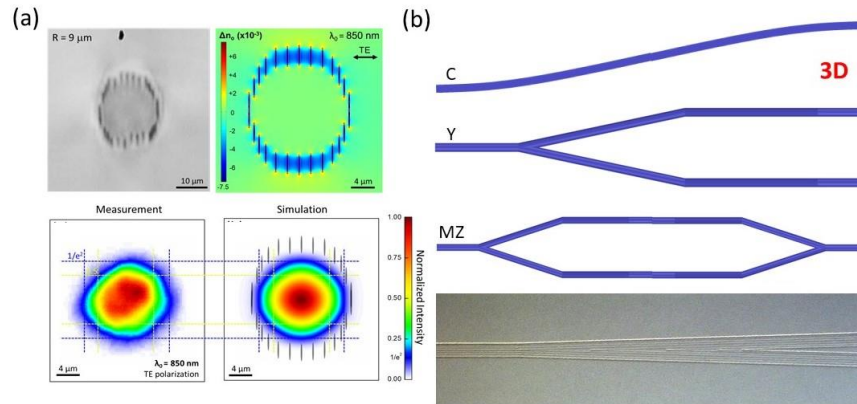 (a)
R = 9 μm
10 μm
Δnₒ (x10⁻³)
λ₀ = 850 nm
TE
+6
+4
+2
0
-2
-4
-6
-7.5
4 μm
Measurement
Simulation
1/e²
4 μm
λ₀ = 850 nm
TE polarization
4 μm
1.00
0.75
0.50
0.25
1/e²
0.00
Normalized Intensity
(b)
C
3D
Y
MZ